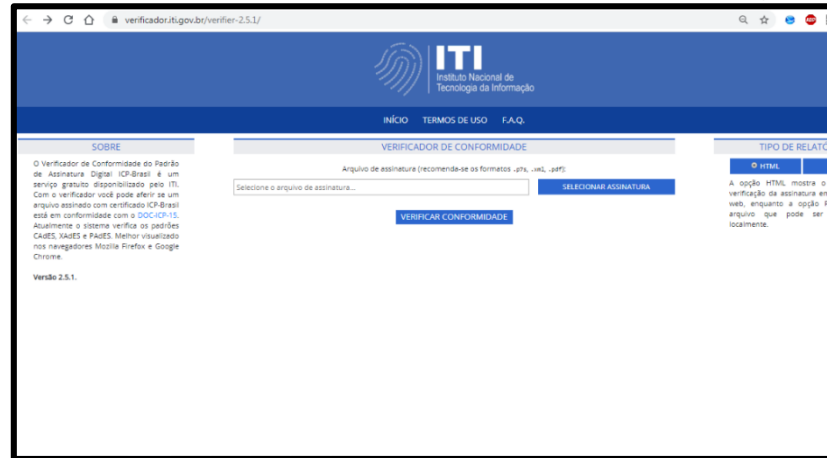 verificador.iti.gov.br/verifier-2.5.1/
ITI
Instituto Nacional de
Tecnologia da Informação
INÍCIO TERMOS DE USO F.A.Q.
SOBRE
O Verificador de Conformidade do Padrão
de Assinatura Digital ICP-Brasil é um
serviço gratuito disponibilizado pelo ITI.
Com o verificador você pode aferir se um
arquivo assinado com certificado ICP-Brasil
está em conformidade com o DOC-ICP-15.
Atualmente o sistema verifica os padrões
CAdES, XAdES e PAdES. Melhor visualizado
nos navegadores Mozilla Firefox e Google
Chrome.
Versão 2.5.1.
VERIFICADOR DE CONFORMIDADE
Arquivo de assinatura (recomenda-se os formatos .p7s, .xml, .pdf):
Selecione o arquivo de assinatura...
SELECIONAR ASSINATURA
VERIFICAR CONFORMIDADE
TIPO DE RELATÓ
HTML
A opção HTML mostra o
verificação da assinatura em
web, enquanto a opção
arquivo que pode ser
localmente.